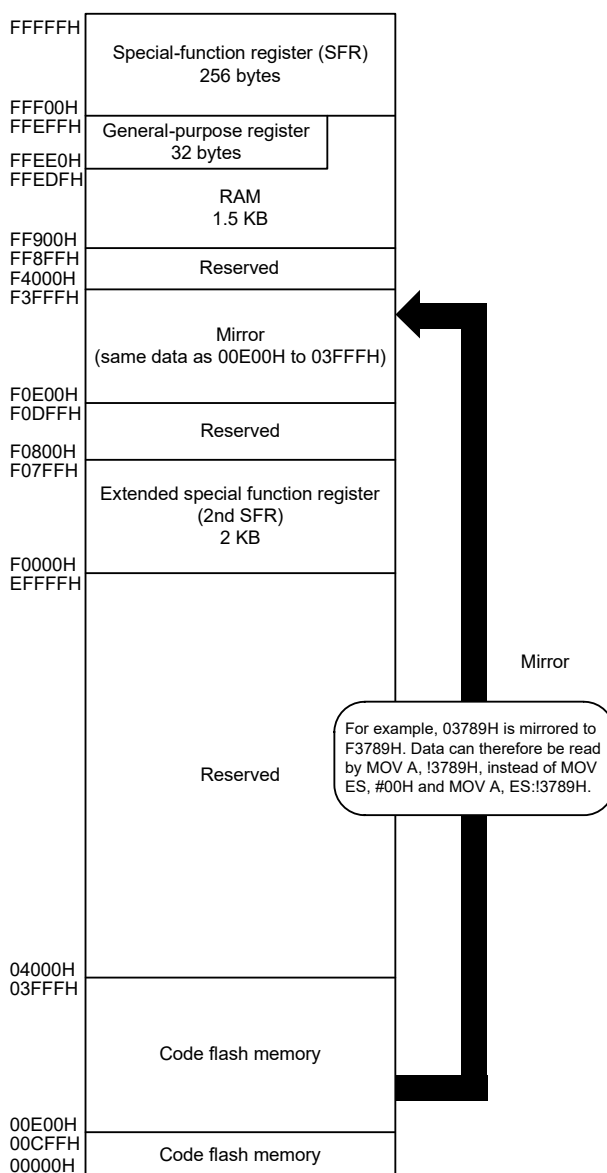 FFFFFH
Special-function register (SFR)
256 bytes
FFF00H
FFEFFH
General-purpose register
32 bytes
FFEE0H
FFEDFH
RAM
1.5 KB
FF900H
FF8FFH
Reserved
F4000H
F3FFFH
Mirror
(same data as 00E00H to 03FFFH)
F0E00H
F0DFFH
Reserved
F0800H
F07FFH
Extended special function register
(2nd SFR)
2 KB
F0000H
EFFFFH
Mirror
For example, 03789H is mirrored to
F3789H. Data can therefore be read
by MOV A, !3789H, instead of MOV
ES, #00H and MOV A, ES:!3789H.
Reserved
04000H
03FFFH
Code flash memory
00E00H
00CFFH
Code flash memory
00000H